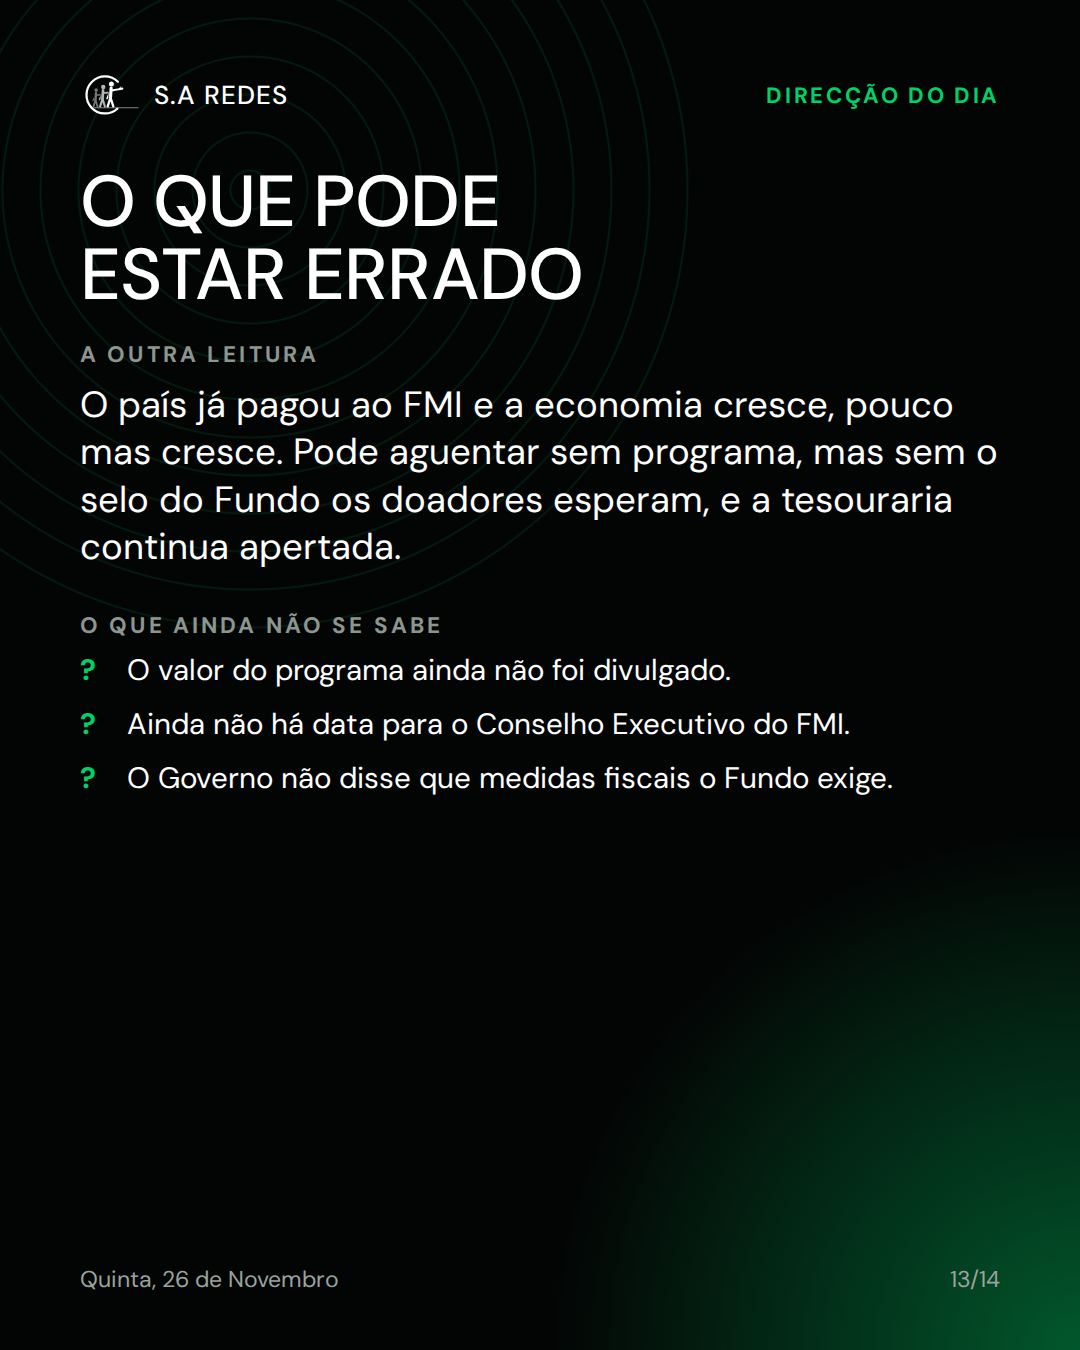 S.A REDES
DIRECÇÃO DO DIA
O QUE PODE
ESTAR ERRADO
A OUTRA LEITURA
O país já pagou ao FMI e a economia cresce, pouco
mas cresce. Pode aguentar sem programa, mas sem o
selo do Fundo os doadores esperam, e a tesouraria
continua apertada.
O QUE AINDA NÃO SE SABE
? O valor do programa ainda não foi divulgado.
? Ainda não há data para o Conselho Executivo do FMI.
? O Governo não disse que medidas fiscais o Fundo exige.
Quinta, 26 de Novembro
13/14